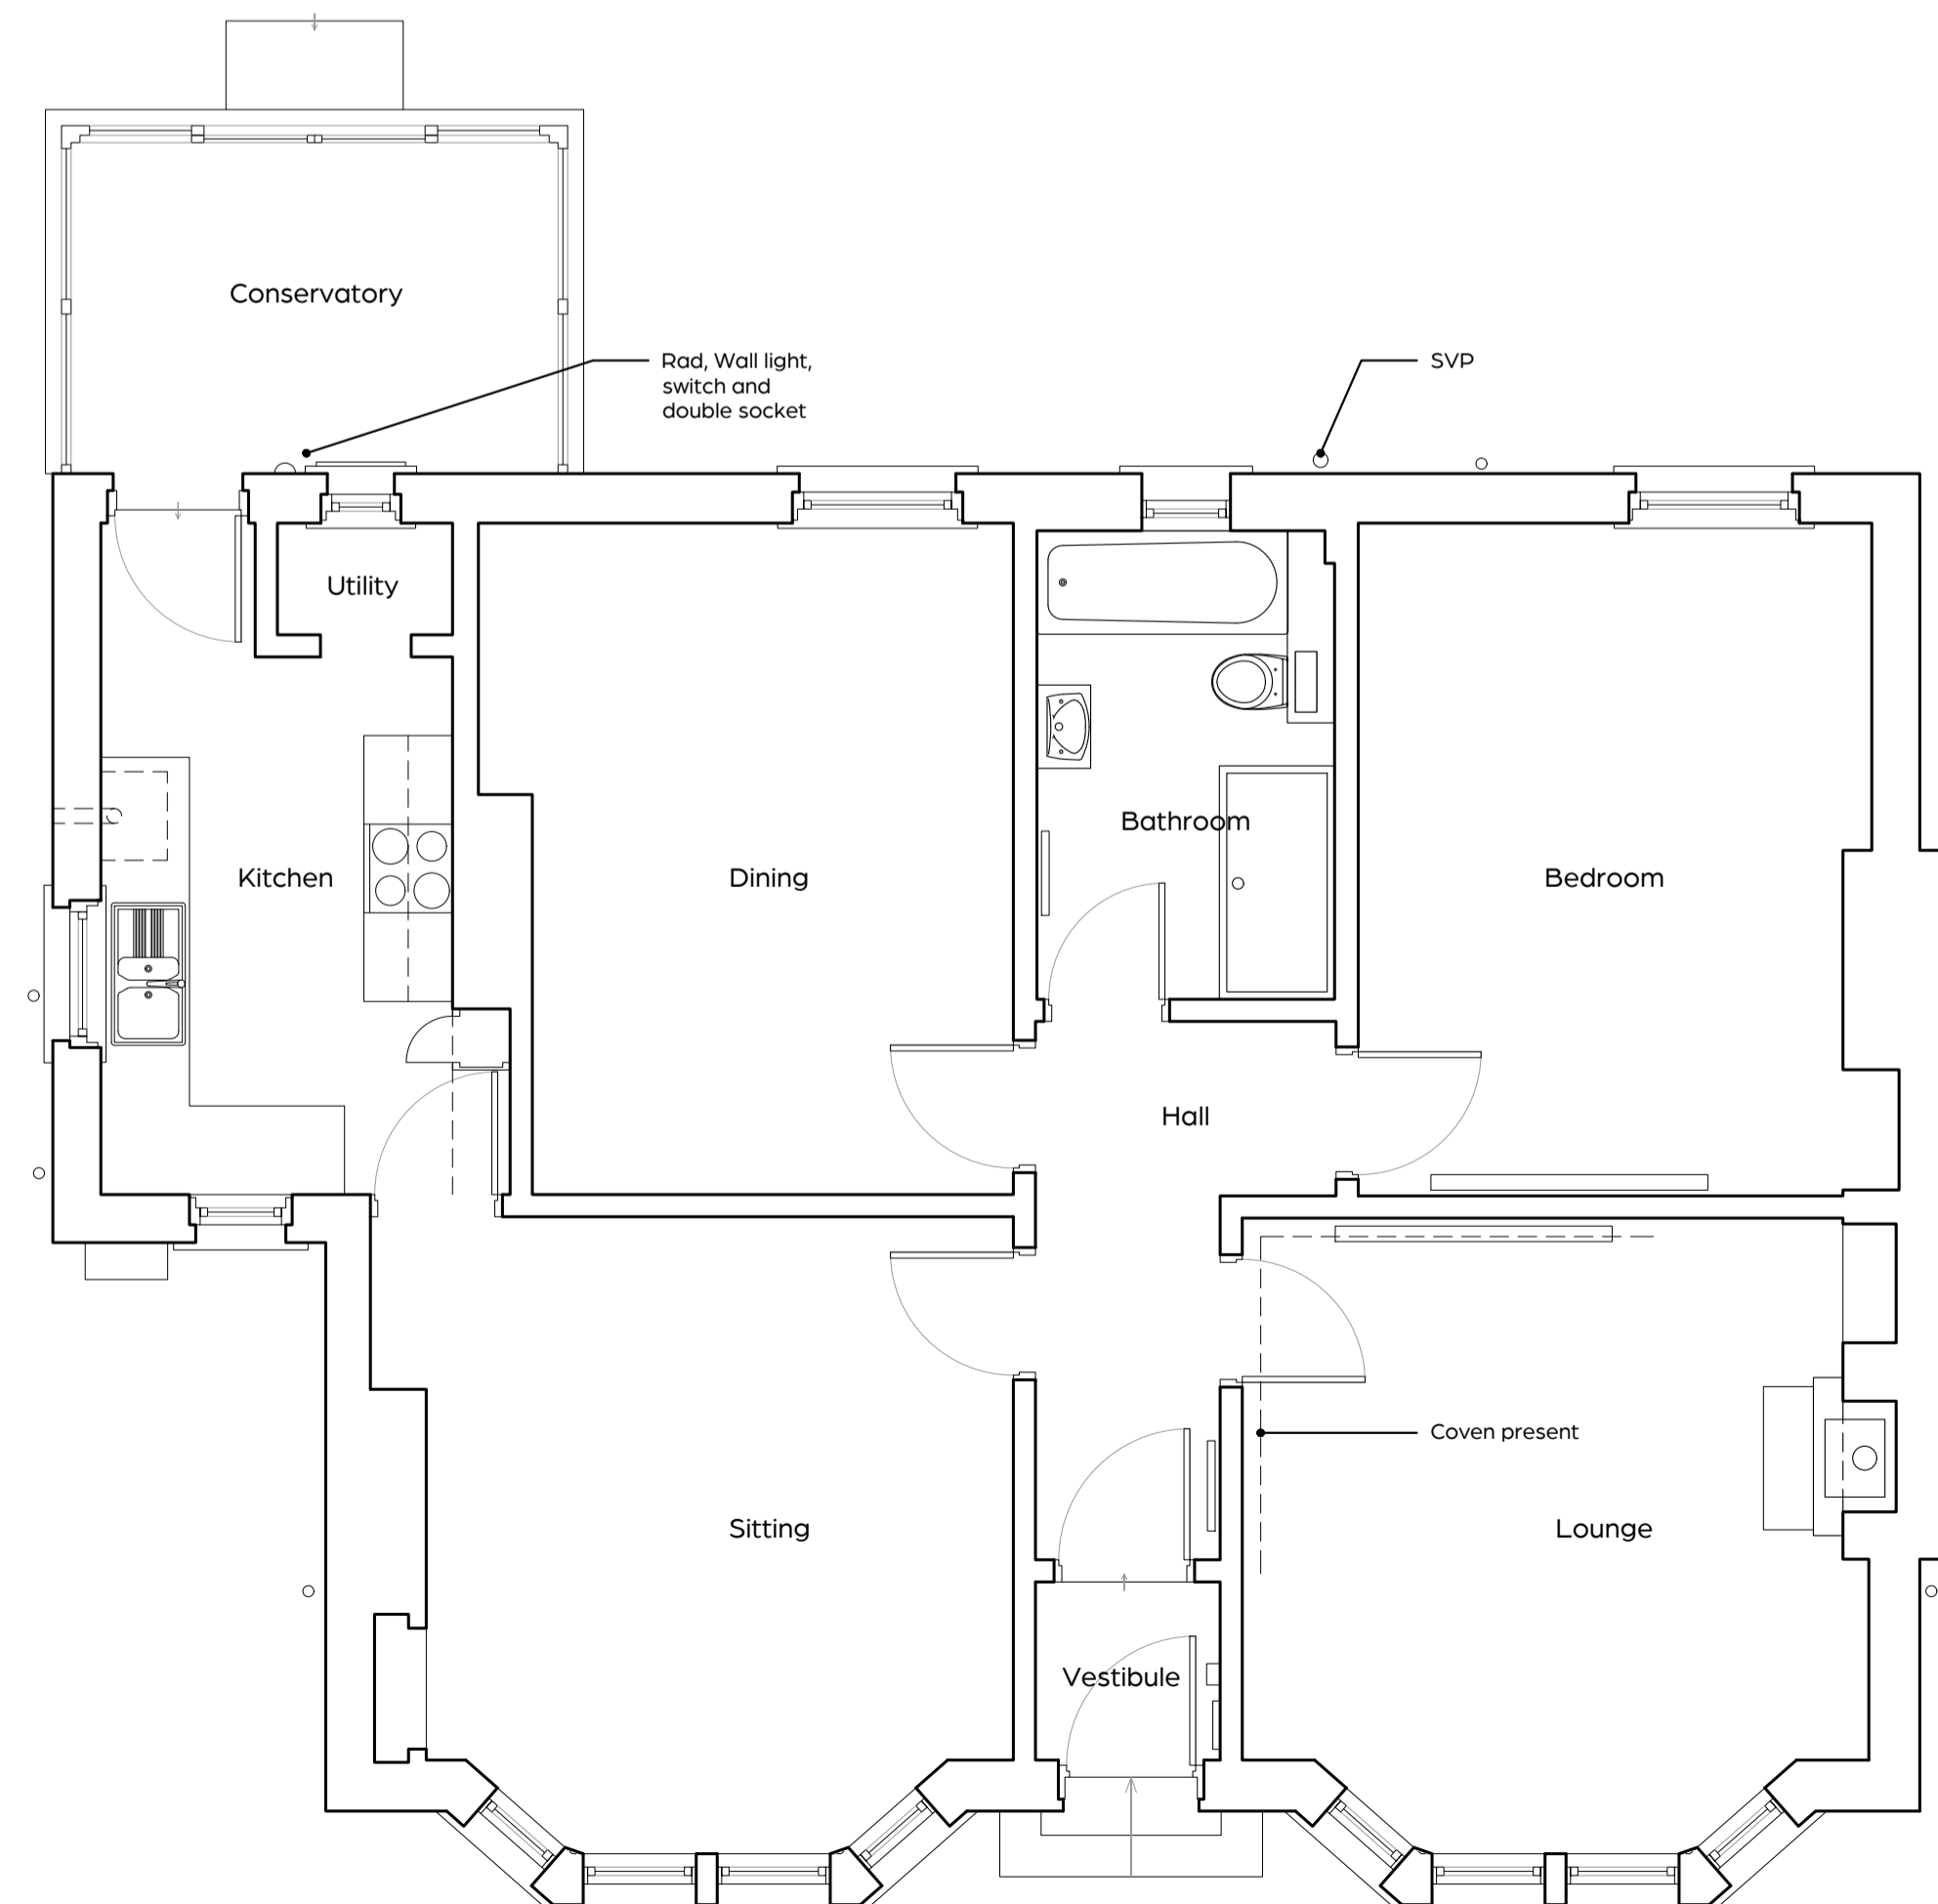 Conservatory
Rad, Wall light,
switch and
double socket
SVP
Utility
Bathroom
Kitchen
Dining
Bedroom
Hall
Coven present
Sitting
Lounge
Vestibule